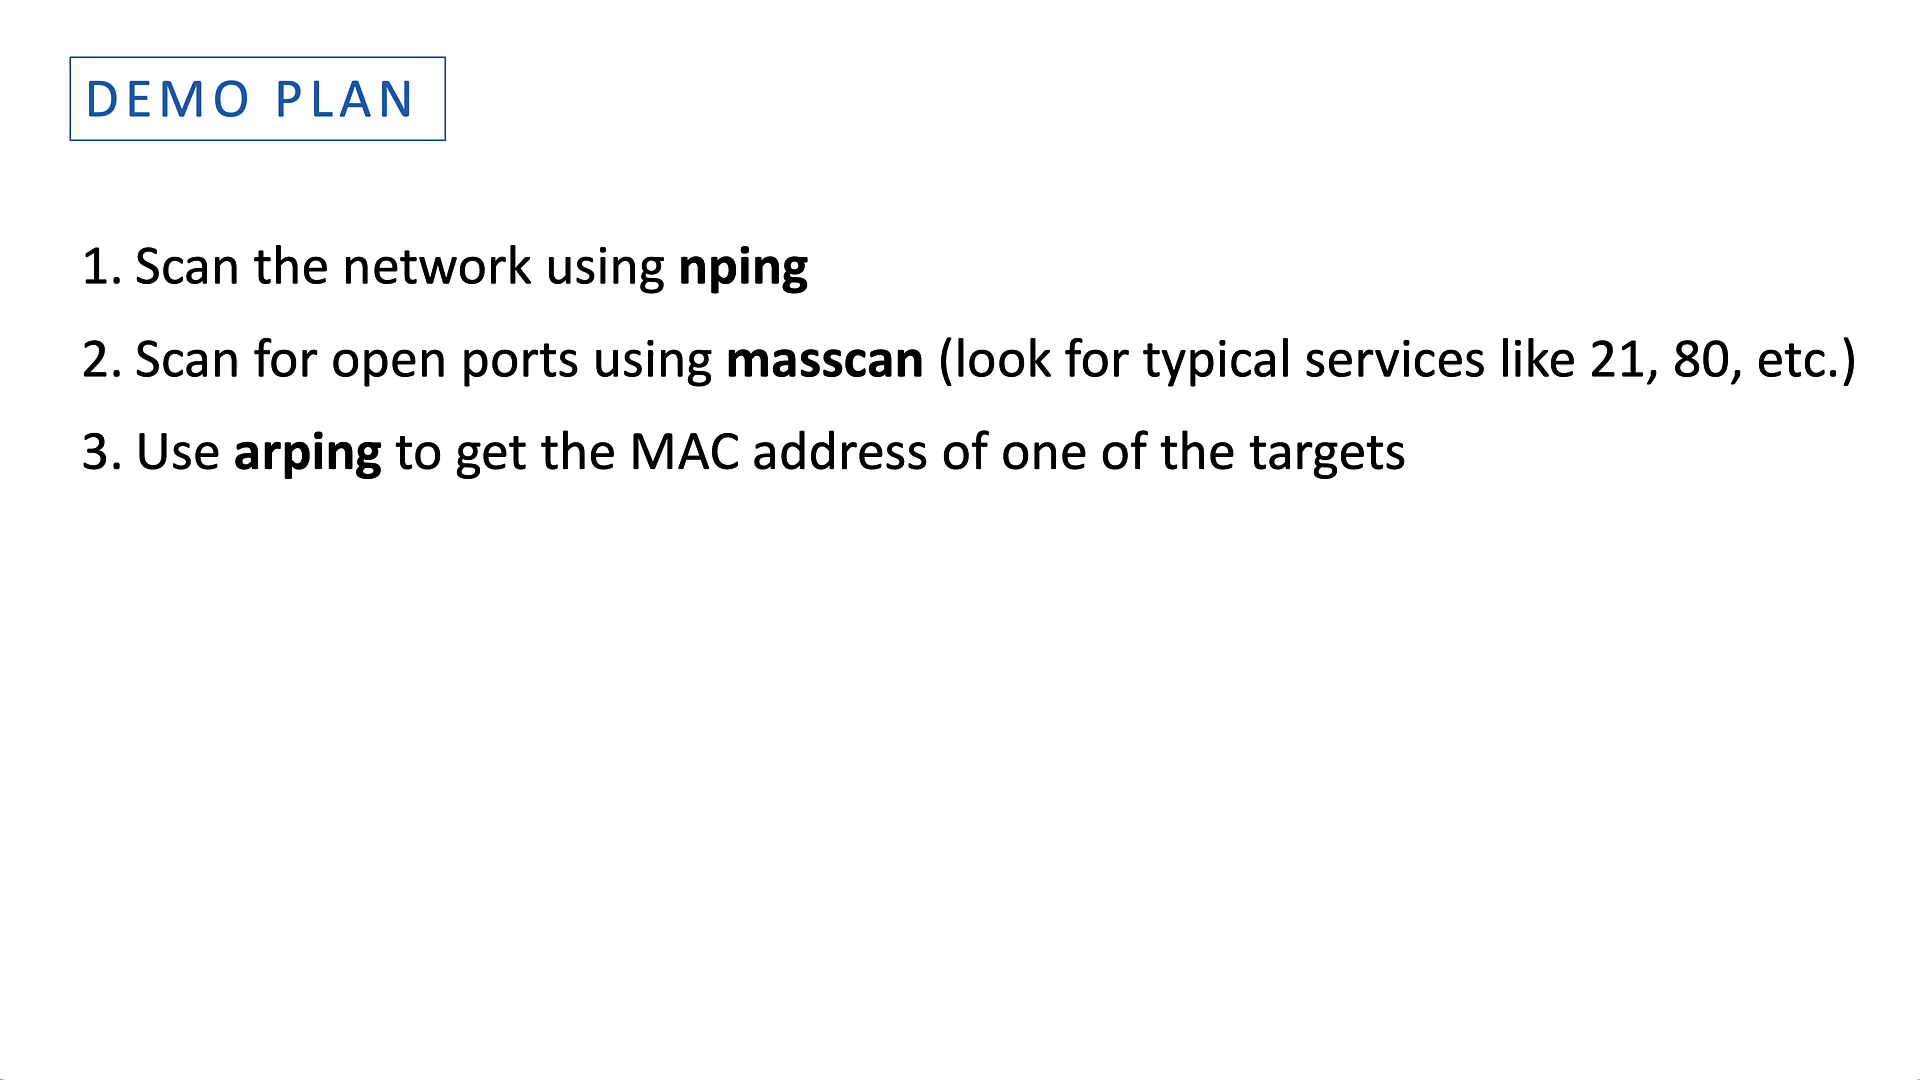 DEMO PLAN
1. Scan the network using nping
2. Scan for open ports using masscan (look for typical services like 21, 80, etc.)
3. Use arping to get the MAC address of one of the targets